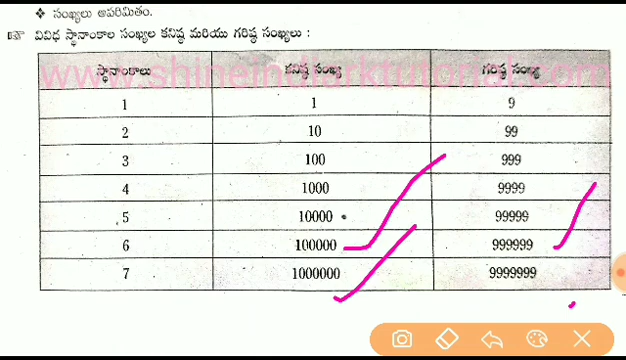 ❖ సంఖ్యలు అపరిమితం.
☞ వివిధ స్థానాంకాల సంఖ్యల కనిష్ఠ మరియు గరిష్ఠ సంఖ్యలు :
www.shineindiarktutorial.com
స్థానాంకాలు కనిష్ఠ సంఖ్య గరిష్ఠ సంఖ్య
1 1 9
2 10 99
3 100 999
4 1000 9999
5 10000 99999
6 100000 999999
7 1000000 9999999